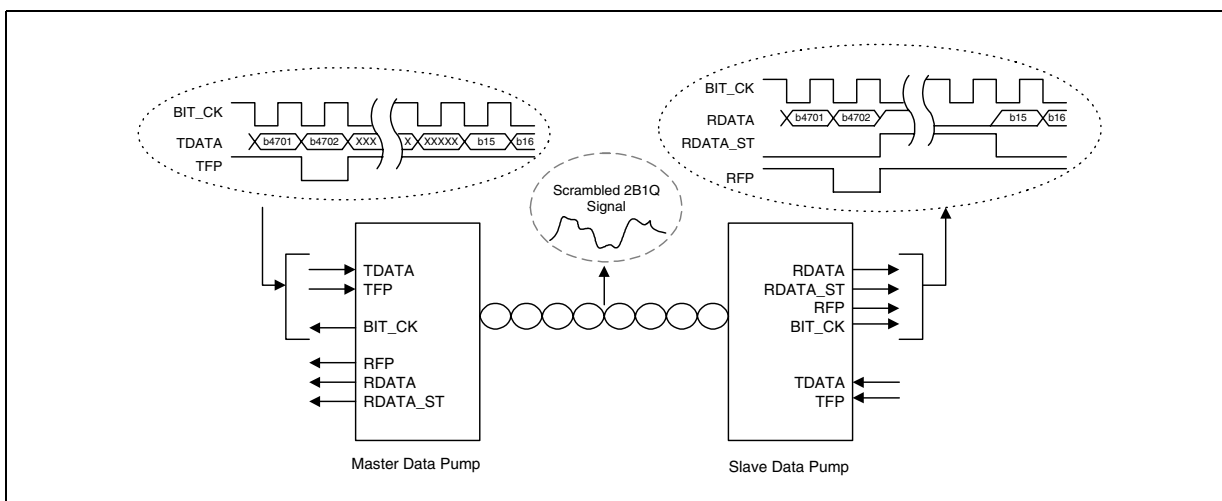 BIT_CK
TDATA
b4701 b4702 XXX X XXXXX b15 b16
TFP
Scrambled 2B1Q
Signal
BIT_CK
RDATA
b4701 b4702 b15 b16
RDATA_ST
RFP
TDATA
TFP
BIT_CK
RFP
RDATA
RDATA_ST
Master Data Pump
RDATA
RDATA_ST
RFP
BIT_CK
TDATA
TFP
Slave Data Pump